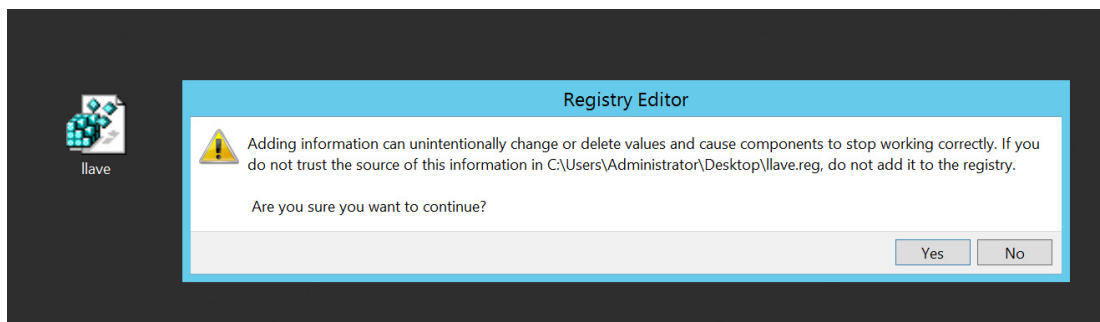 Registry Editor
Adding information can unintentionally change or delete values and cause components to stop working correctly. If you
do not trust the source of this information in C:\Users\Administrator\Desktop\llave.reg, do not add it to the registry.
llave
Are you sure you want to continue?
Yes No